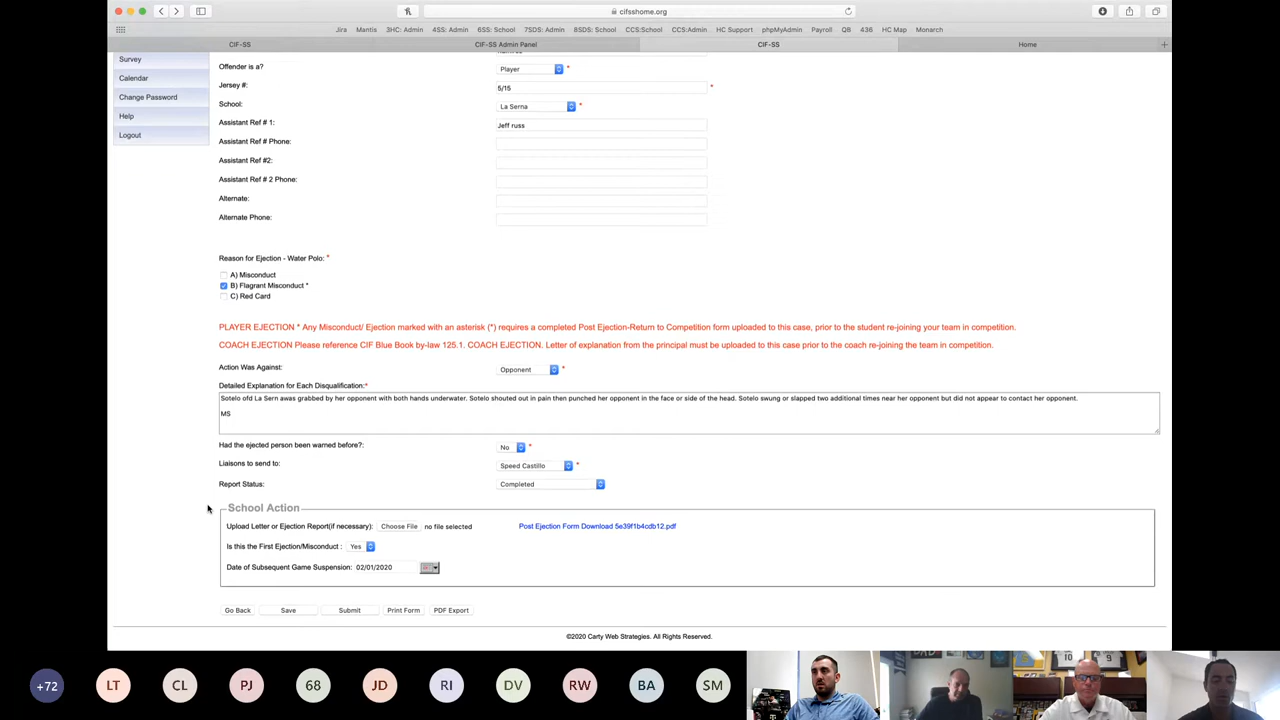 cifsshome.org
Jira Mantis 3HC: Admin 4SS: Admin 6SS: School 7SDS: Admin 8SDS: School CCS:School CCS:Admin HC Support phpMyAdmin Payroll QB 436 HC Map Monarch
CIF-SS CIF-SS Admin Panel CIF-SS Home
Survey
Calendar
Change Password
Help
Logout
Offender is a? Player *
Jersey #: 5/15 *
School: La Serna *
Assistant Ref # 1: Jeff russ
Assistant Ref # Phone:
Assistant Ref #2:
Assistant Ref # 2 Phone:
Alternate:
Alternate Phone:
Reason for Ejection - Water Polo: *
A) Misconduct
B) Flagrant Misconduct *
C) Red Card
PLAYER EJECTION * Any Misconduct/ Ejection marked with an asterisk (*) requires a completed Post Ejection-Return to Competition form uploaded to this case, prior to the student re-joining your team in competition.
COACH EJECTION Please reference CIF Blue Book by-law 125.1. COACH EJECTION. Letter of explanation from the principal must be uploaded to this case prior to the coach re-joining the team in competition.
Action Was Against: Opponent *
Detailed Explanation for Each Disqualification:*
Sotelo ofd La Sern awas grabbed by her opponent with both hands underwater. Sotelo shouted out in pain then punched her opponent in the face or side of the head. Sotelo swung or slapped two additional times near her opponent but did not appear to contact her opponent.
MS
Had the ejected person been warned before?: No *
Liaisons to send to: Speed Castillo *
Report Status: Completed
School Action
Upload Letter or Ejection Report(if necessary): Choose File no file selected Post Ejection Form Download 5e39f1b4cdb12.pdf
Is this the First Ejection/Misconduct : Yes
Date of Subsequent Game Suspension: 02/01/2020
Go Back Save Submit Print Form PDF Export
©2020 Carty Web Strategies. All Rights Reserved.
+72 LT CL PJ 68 JD RI DV RW BA SM